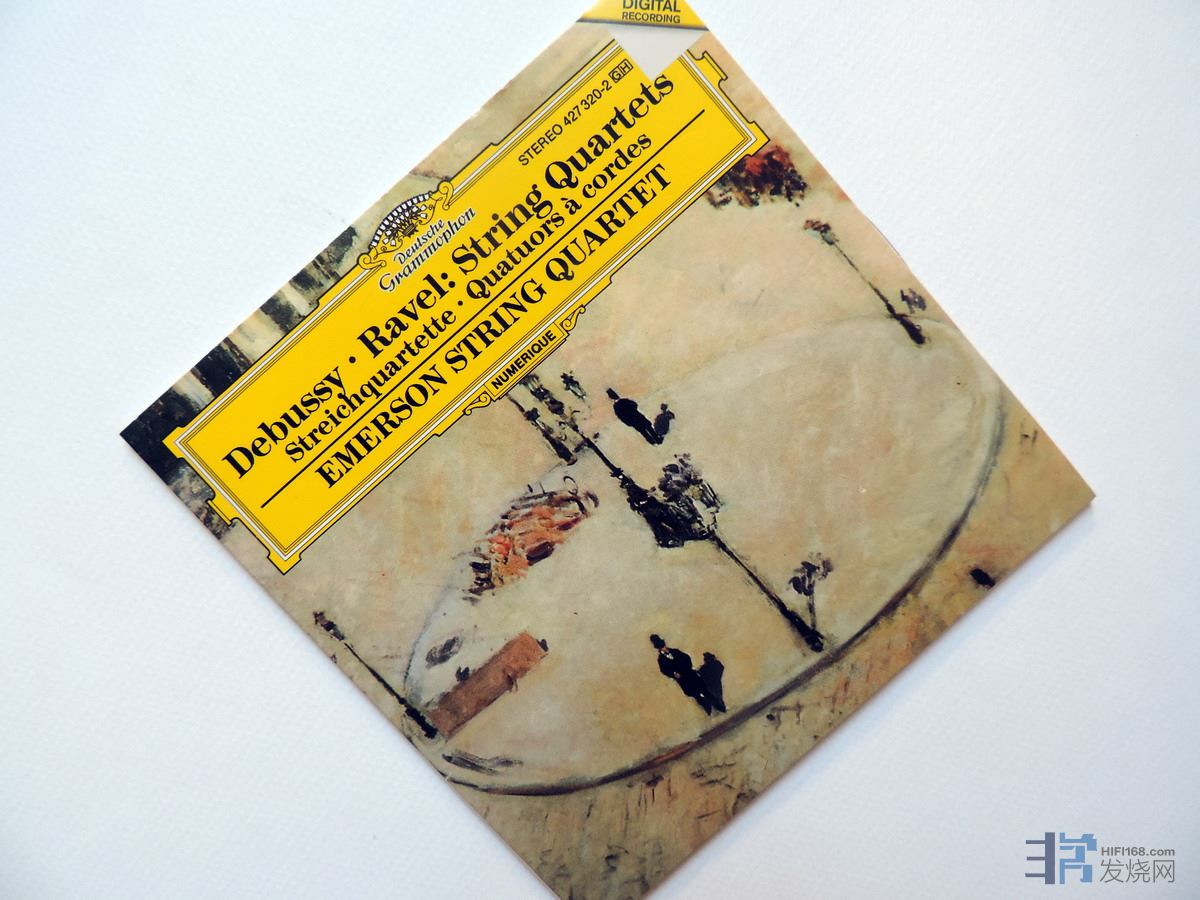 DIGITAL
RECORDING
STEREO 427 320-2 GH
Deutsche
Grammophon
Debussy · Ravel: String Quartets
Streichquartette · Quatuors à cordes
EMERSON STRING QUARTET
NUMERIQUE
HIFI168.com
发烧网